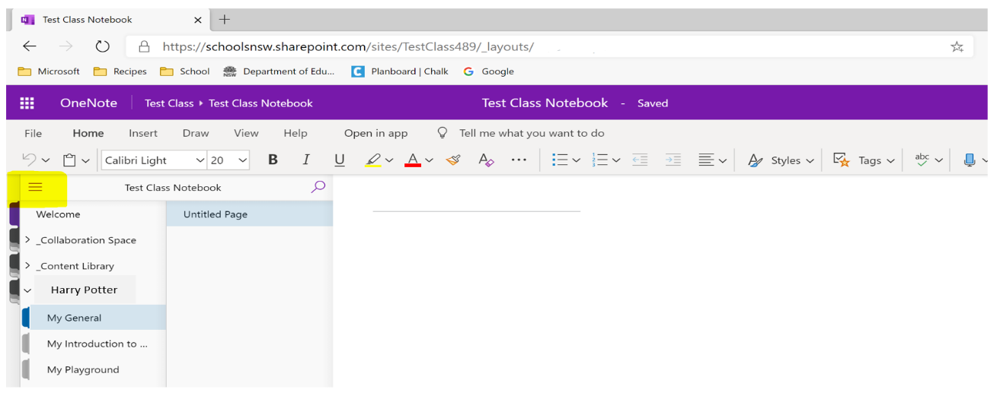 Test Class Notebook
https://schoolsnsw.sharepoint.com/sites/TestClass489/_layouts/
Microsoft Recipes School NSW Department of Edu... C Planboard | Chalk G Google
OneNote Test Class Test Class Notebook Test Class Notebook - Saved
File Home Insert Draw View Help Open in app Tell me what you want to do
Calibri Light 20 B I U A A Styles Tags abc
Test Class Notebook
Welcome Untitled Page
_Collaboration Space
_Content Library
Harry Potter
My General
My Introduction to ...
My Playground